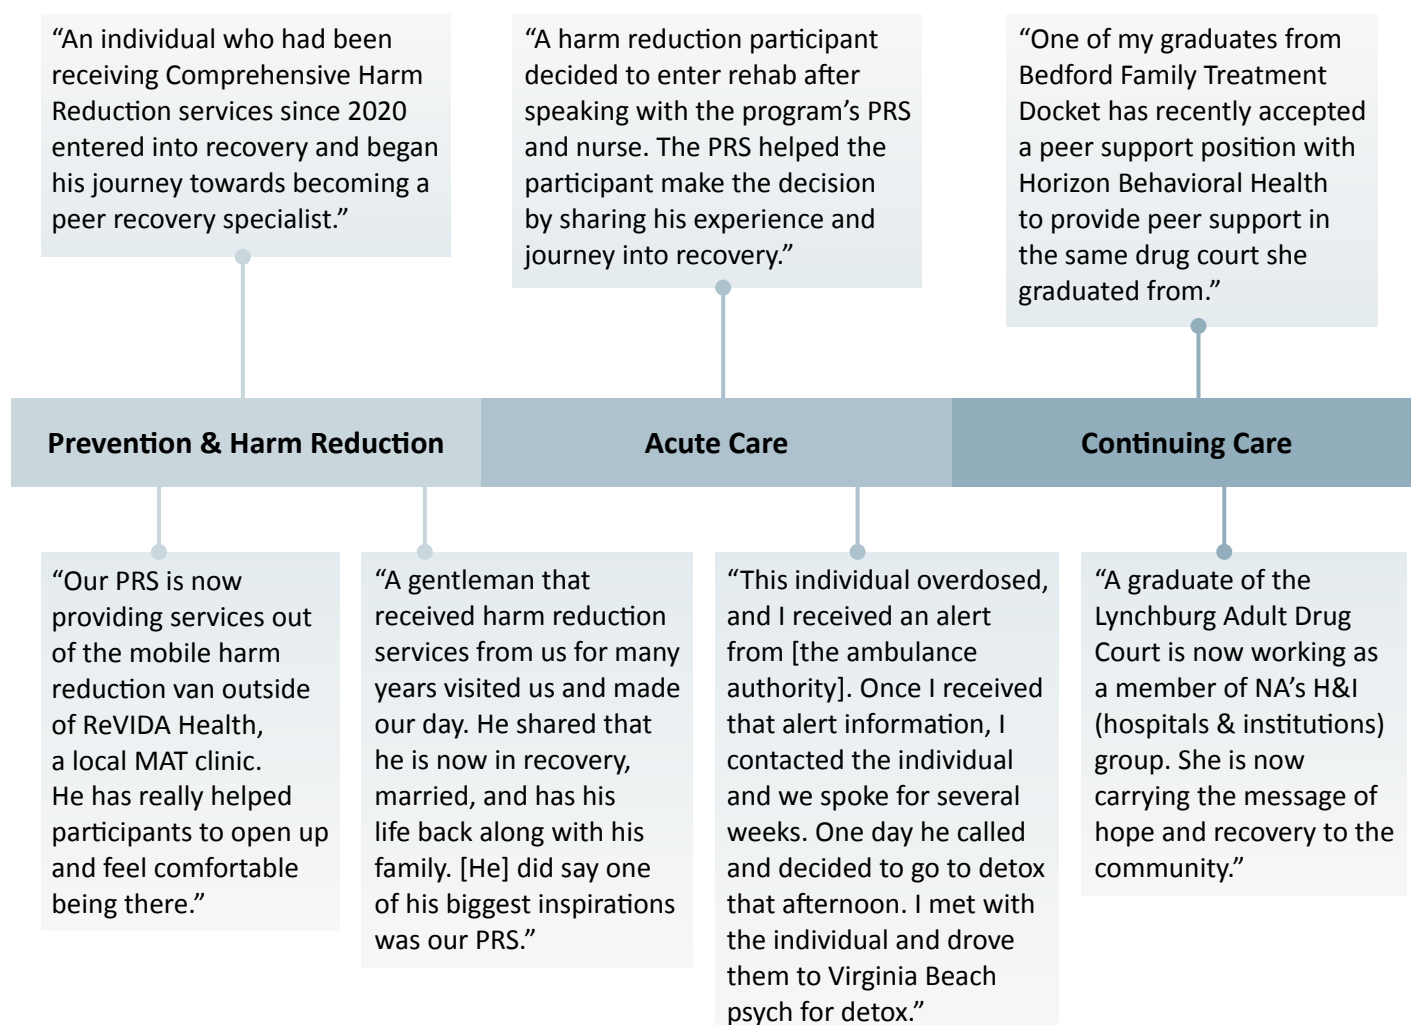 “An individual who had been
receiving Comprehensive Harm
Reduction services since 2020
entered into recovery and began
his journey towards becoming a
peer recovery specialist.”
“A harm reduction participant
decided to enter rehab after
speaking with the program’s PRS
and nurse. The PRS helped the
participant make the decision
by sharing his experience and
journey into recovery.”
“One of my graduates from
Bedford Family Treatment
Docket has recently accepted
a peer support position with
Horizon Behavioral Health
to provide peer support in
the same drug court she
graduated from.”
Prevention & Harm Reduction
Acute Care
Continuing Care
“Our PRS is now
providing services out
of the mobile harm
reduction van outside
of ReVIDA Health,
a local MAT clinic.
He has really helped
participants to open up
and feel comfortable
being there.”
“A gentleman that
received harm reduction
services from us for many
years visited us and made
our day. He shared that
he is now in recovery,
married, and has his
life back along with his
family. [He] did say one
of his biggest inspirations
was our PRS.”
“This individual overdosed,
and I received an alert
from [the ambulance
authority]. Once I received
that alert information, I
contacted the individual
and we spoke for several
weeks. One day he called
and decided to go to detox
that afternoon. I met with
the individual and drove
them to Virginia Beach
psych for detox.”
“A graduate of the
Lynchburg Adult Drug
Court is now working as
a member of NA’s H&I
(hospitals & institutions)
group. She is now
carrying the message of
hope and recovery to the
community.”